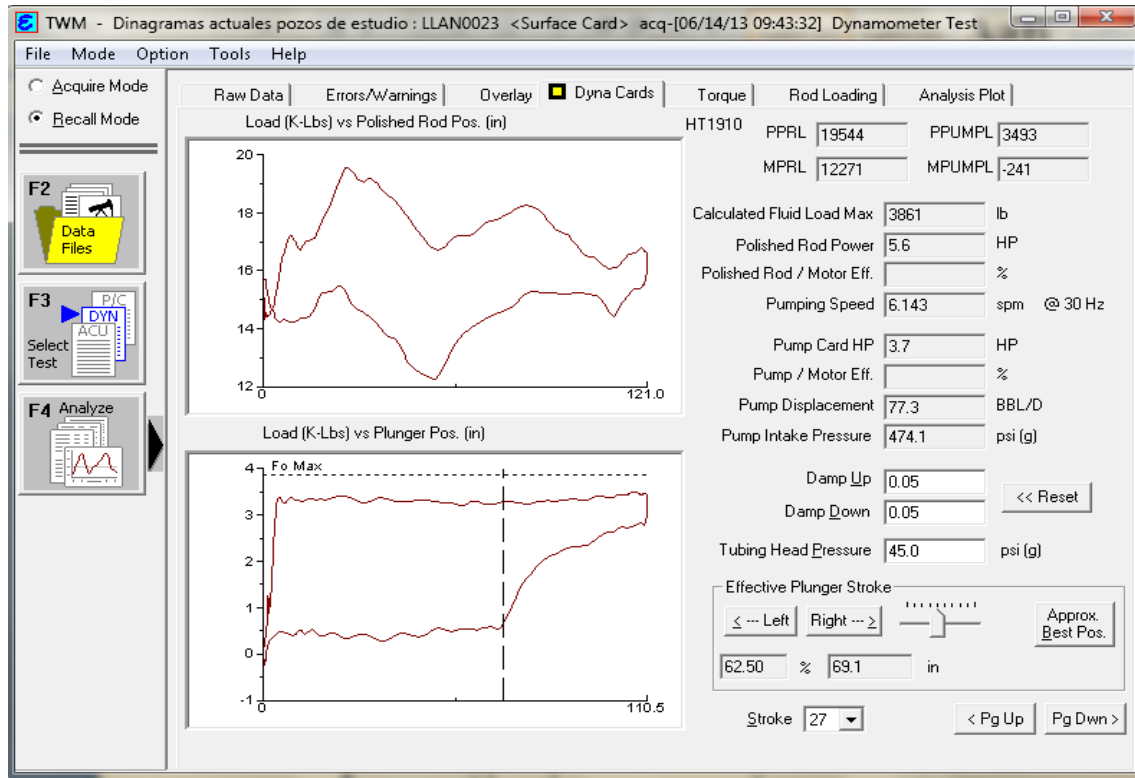 TWM - Dinagramas actuales pozos de estudio : LLAN0023 <Surface Card> acq-[06/14/13 09:43:32] Dynamometer Test
File Mode Option Tools Help
Acquire Mode
Recall Mode
F2
Data
Files
F3
P/C
DYN
ACU
Select
Test
F4 Analyze
Raw Data Errors/Warnings Overlay Dyna Cards Torque Rod Loading Analysis Plot
Load (K-Lbs) vs Polished Rod Pos. (in)
20
18
16
14
12
0 121.0
Load (K-Lbs) vs Plunger Pos. (in)
Fo Max
4
3
2
1
0
-1
0 110.5
HT1910 PPRL 19544 PPUMPL 3493
MPRL 12271 MPUMPL -241
Calculated Fluid Load Max 3861 lb
Polished Rod Power 5.6 HP
Polished Rod / Motor Eff. %
Pumping Speed 6.143 spm @ 30 Hz
Pump Card HP 3.7 HP
Pump / Motor Eff. %
Pump Displacement 77.3 BBL/D
Pump Intake Pressure 474.1 psi (g)
Damp Up 0.05
<< Reset
Damp Down 0.05
Tubing Head Pressure 45.0 psi (g)
Effective Plunger Stroke
< --- Left Right --- >
Approx.
Best Pos.
62.50 % 69.1 in
Stroke 27 < Pg Up Pg Dwn >